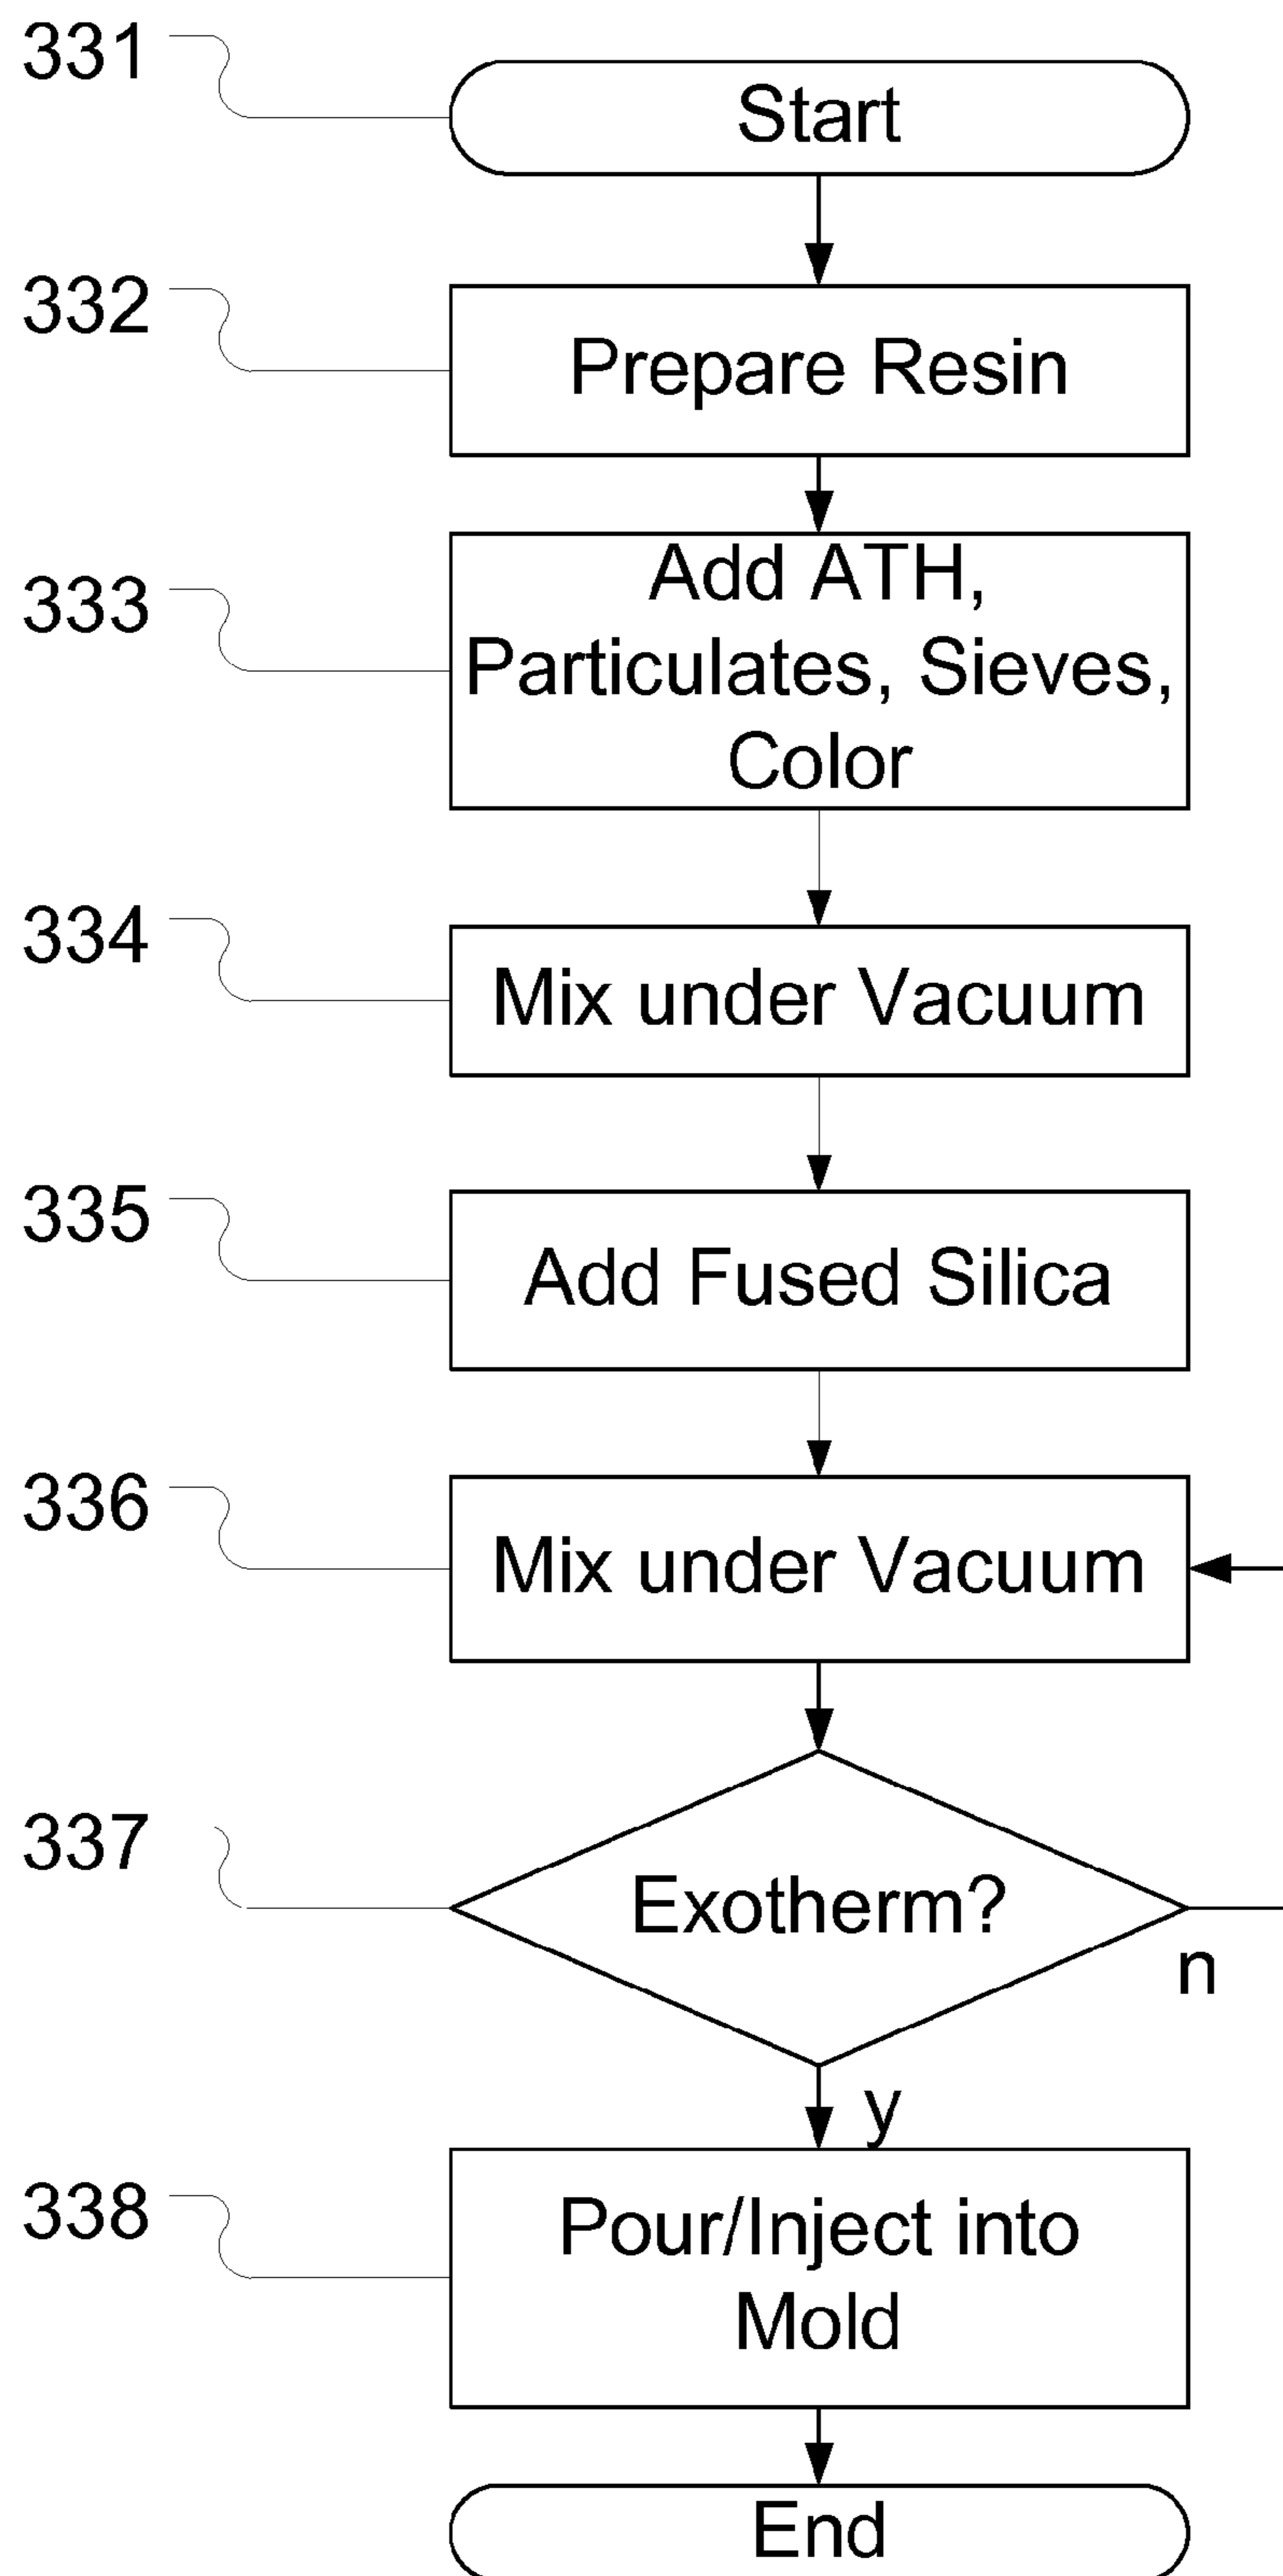 331
Start
332
Prepare Resin
333
Add ATH,
Particulates, Sieves,
Color
334
Mix under Vacuum
335
Add Fused Silica
336
Mix under Vacuum
337
Exotherm?
n
y
338
Pour/Inject into
Mold
End